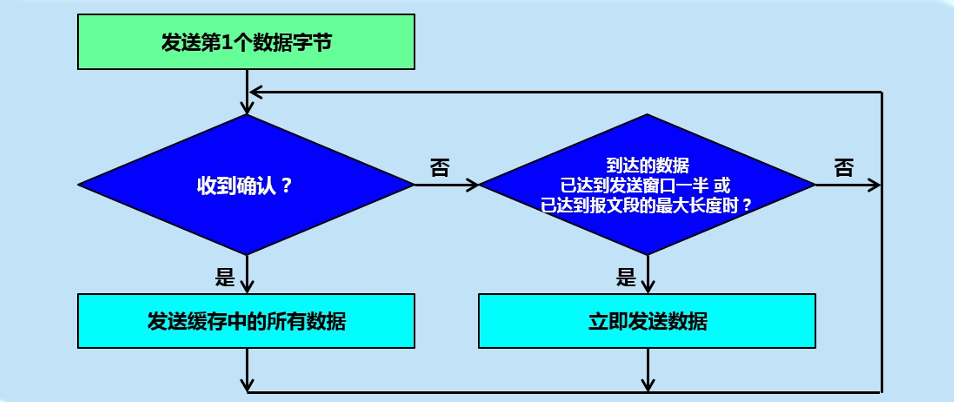 发送第1个数据字节
收到确认？
否
到达的数据
已达到发送窗口一半 或
已达到报文段的最大长度时？
否
是
是
发送缓存中的所有数据
立即发送数据